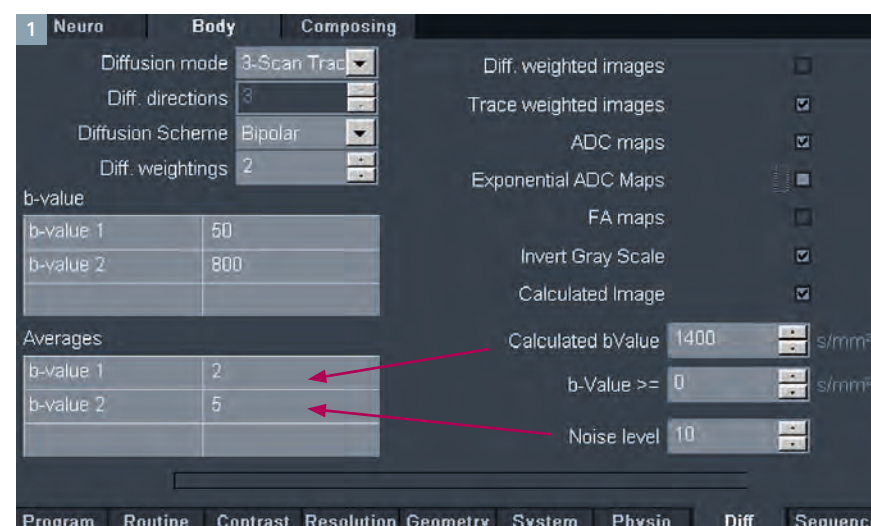 1 Neuro Body Composing
Diffusion mode 3-Scan Trac
Diff. directions 3
Diffusion Scheme Bipolar
Diff. weightings 2
b-value
b-value 1 50
b-value 2 800
Averages
b-value 1 2
b-value 2 5
Diff. weighted images
Trace weighted images
ADC maps
Exponential ADC Maps
FA maps
Invert Gray Scale
Calculated Image
Calculated bValue 1400 s/mm²
b-Value >= 0 s/mm²
Noise level 10
Program Routine Contrast Resolution Geometry System Physio Diff Sequenc